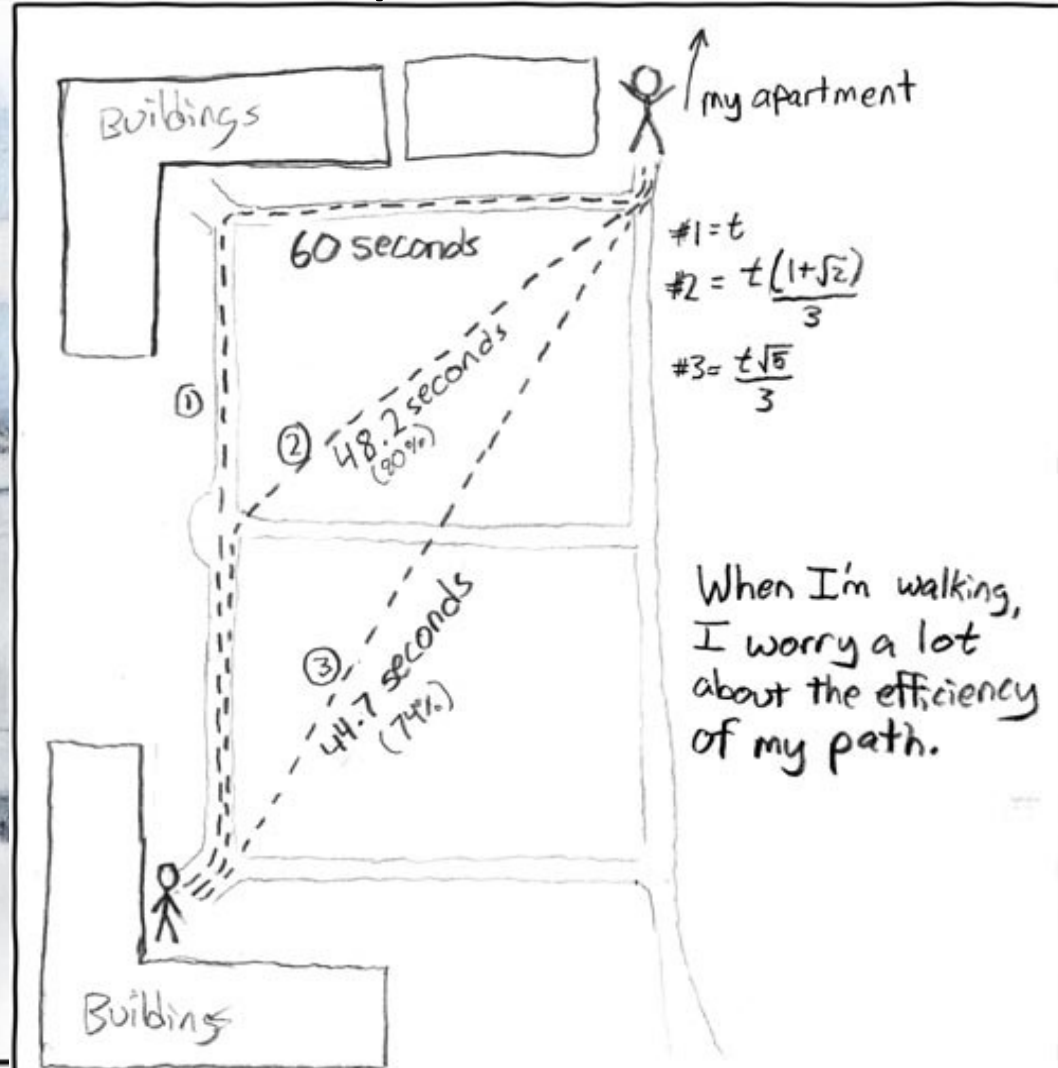 Buildings
my apartment
60 seconds
#1 = t
#2 = t(1+√2)
3
#3 = t√5
3
①
②
48.2 seconds
(80%)
③
44.7 seconds
(74%)
When I'm walking,
I worry a lot
about the efficiency
of my path.
Buildings